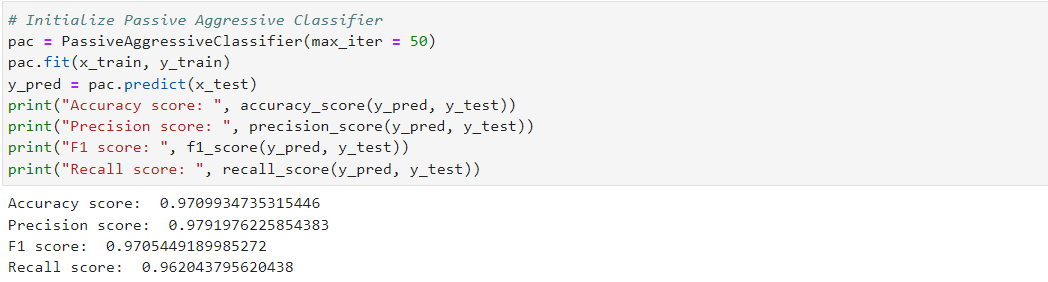 # Initialize Passive Aggressive Classifier
pac = PassiveAggressiveClassifier(max_iter = 50)
pac.fit(x_train, y_train)
y_pred = pac.predict(x_test)
print("Accuracy score: ", accuracy_score(y_pred, y_test))
print("Precision score: ", precision_score(y_pred, y_test))
print("F1 score: ", f1_score(y_pred, y_test))
print("Recall score: ", recall_score(y_pred, y_test))
Accuracy score:  0.9709934735315446
Precision score:  0.9791976225854383
F1 score:  0.9705449189985272
Recall score:  0.962043795620438